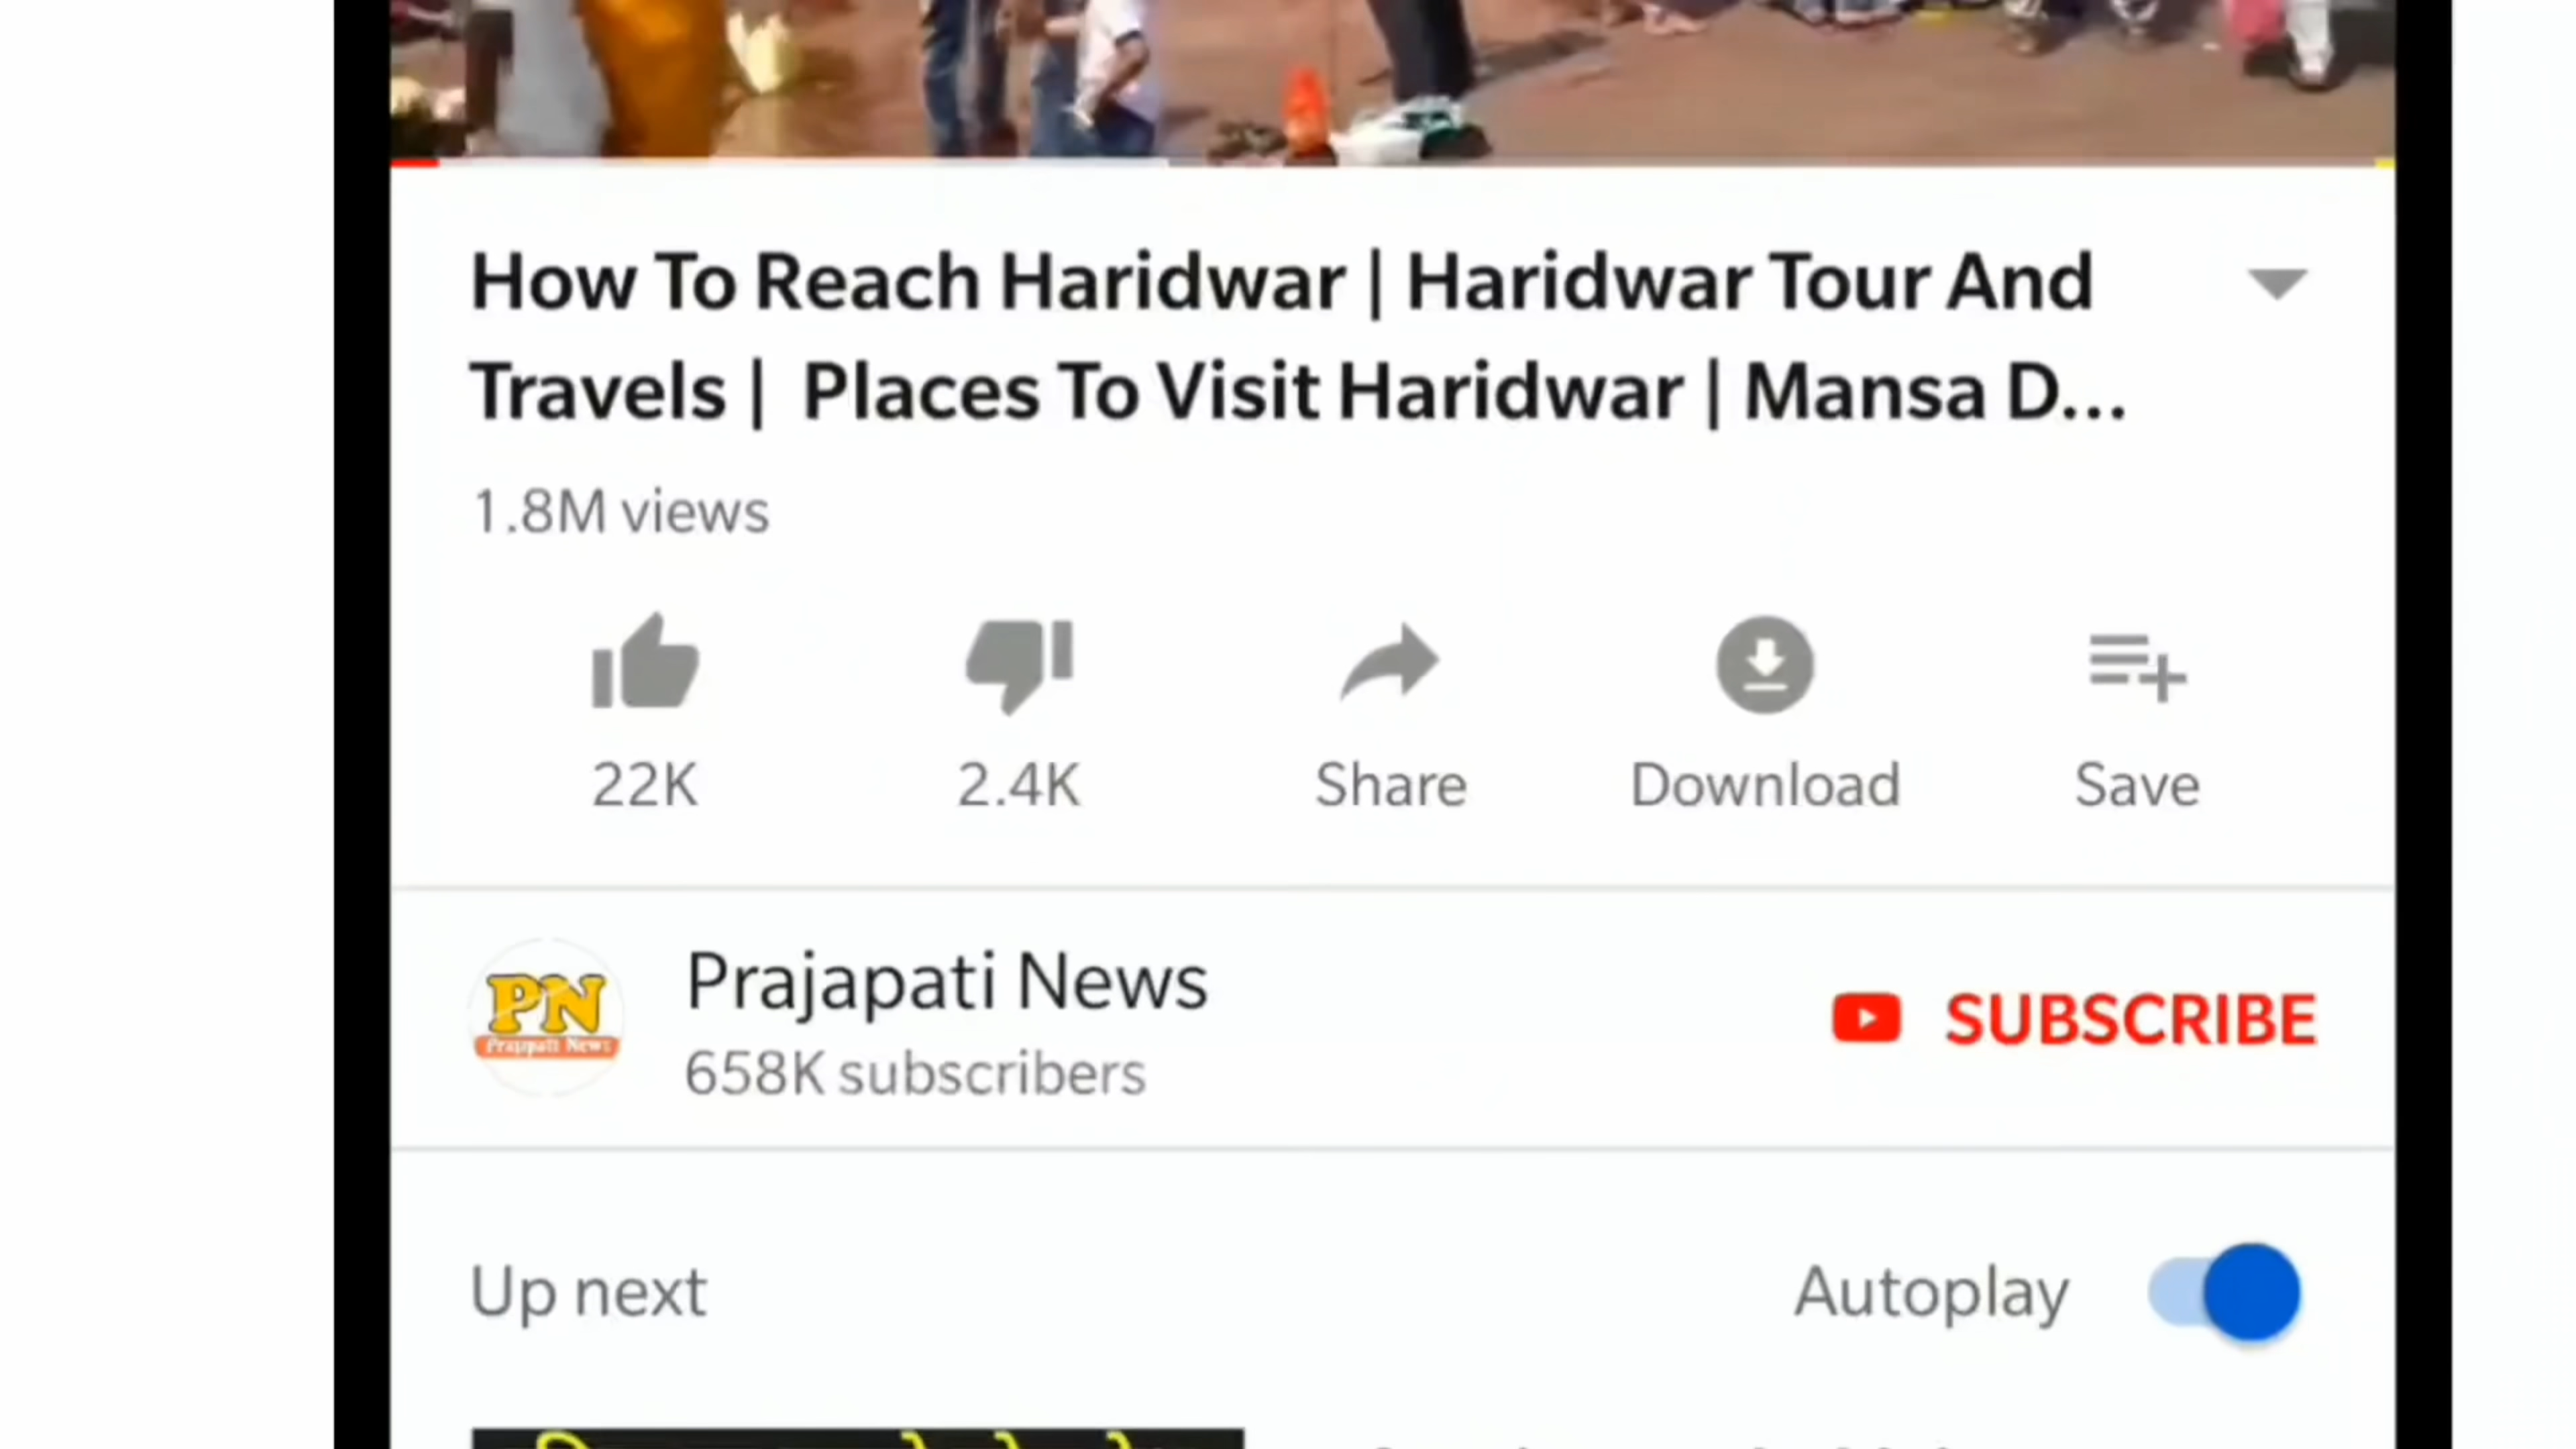 How To Reach Haridwar | Haridwar Tour And
Travels | Places To Visit Haridwar | Mansa D...
1.8M views
22K
2.4K
Share
Download
Save
PN
Prajapati News
Prajapati News
658K subscribers
SUBSCRIBE
Up next
Autoplay